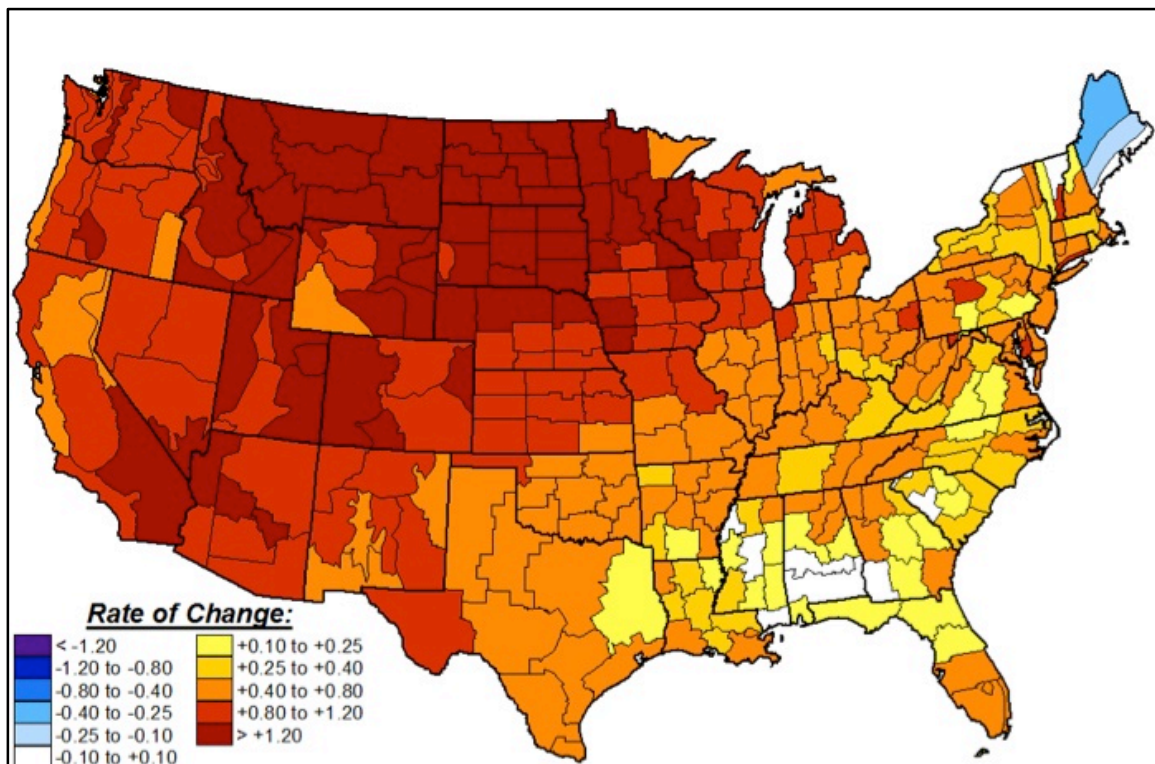 Rate of Change:
< -1.20
-1.20 to -0.80
-0.80 to -0.40
-0.40 to -0.25
-0.25 to -0.10
-0.10 to +0.10
+0.10 to +0.25
+0.25 to +0.40
+0.40 to +0.80
+0.80 to +1.20
> +1.20